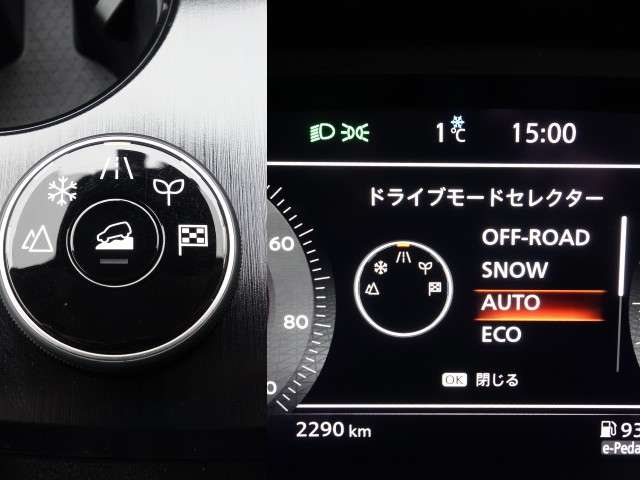 1℃ 15:00
ドライブモードセレクター
OFF-ROAD
60
SNOW
AUTO
80
ECO
OK 閉じる
2290 km
93
e-Peda